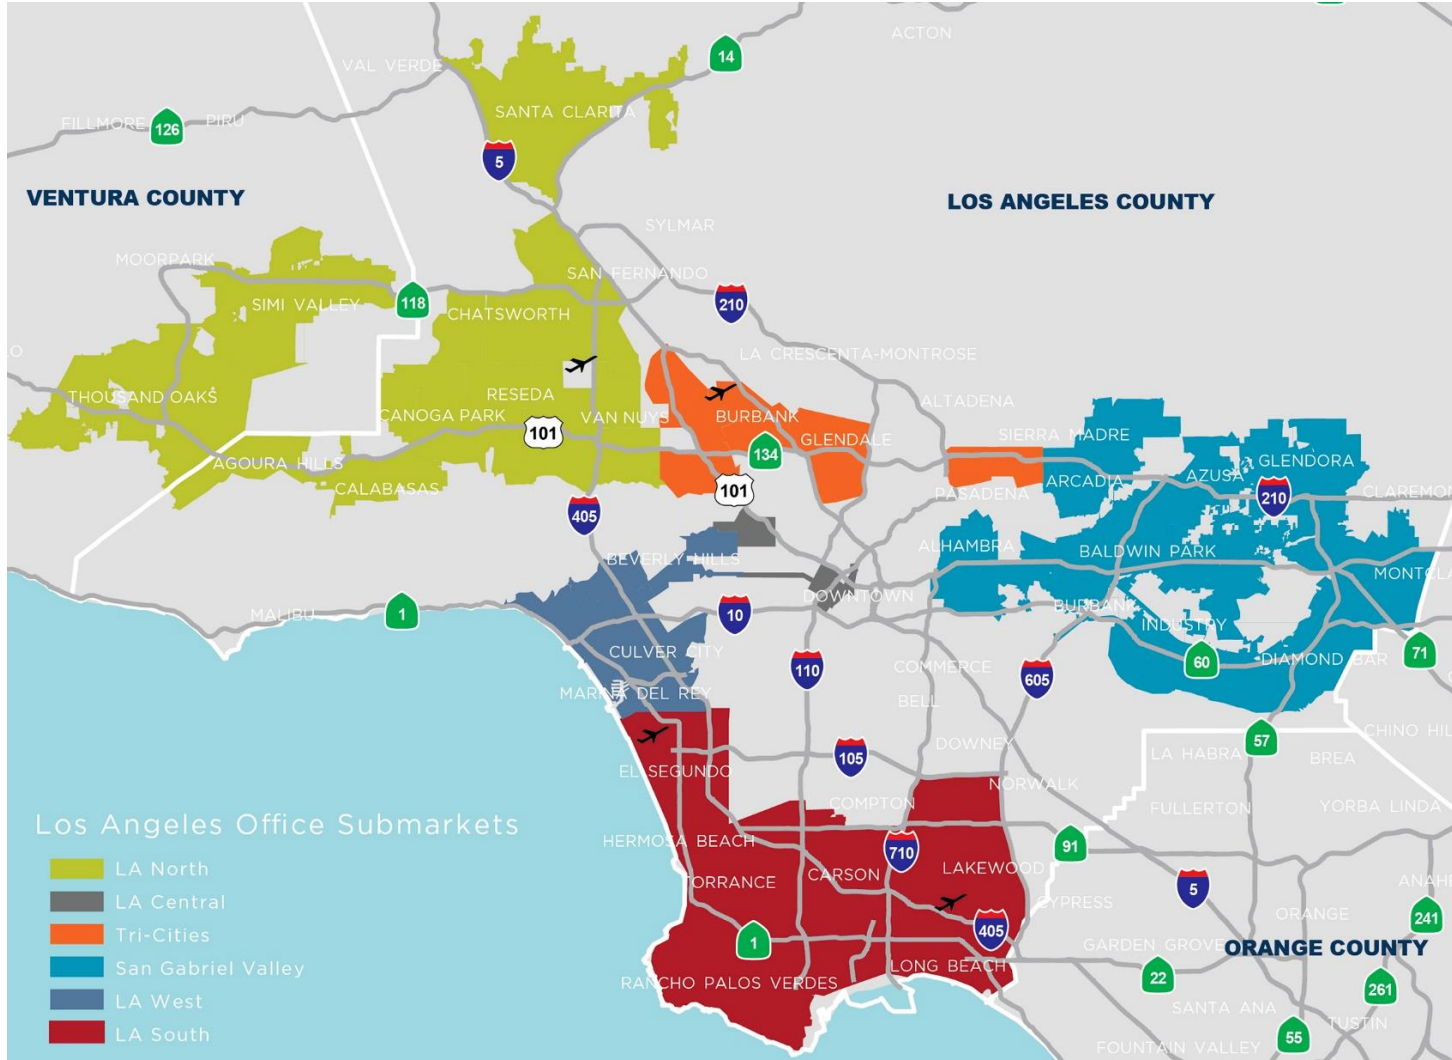 ACTON
14
VAL VERDE
SANTA CLARITA
FILLMORE
126
PIRU
5
VENTURA COUNTY
LOS ANGELES COUNTY
SYLMAR
MOORPARK
SAN FERNANDO
SIMI VALLEY
118
CHATSWORTH
210
LA CRESCENTA-MONTROSE
THOUSAND OAKS
RESEDA
CANOGA PARK
101
VAN NUYS
BURBANK
ALTADENA
GLENDALE
134
SIERRA MADRE
AGOURA HILLS
CALABASAS
101
PASADENA
ARCADIA
AZUSA
GLENDORA
210
CLAREMON
405
BEVERLY HILLS
ALHAMBRA
BALDWIN PARK
MONTCLA
MALIBU
1
10
DOWNTOWN
BURBANK
INDUSTRY
CULVER CITY
110
COMMERCE
605
60
DIAMOND BAR
71
MARINA DEL REY
BELL
EL SEGUNDO
105
DOWNEY
57
LA HABRA
BREA
CHINO HIL
NORWALK
COMPTON
FULLERTON
YORBA LINDA
HERMOSA BEACH
710
91
TORRANCE
CARSON
LAKEWOOD
5
ANAHE
CYPRESS
405
1
ORANGE
241
GARDEN GROVE
ORANGE COUNTY
RANCHO PALOS VERDES
LONG BEACH
22
261
SANTA ANA
TUSTIN
55
FOUNTAIN VALLEY
Los Angeles Office Submarkets
LA North
LA Central
Tri-Cities
San Gabriel Valley
LA West
LA South